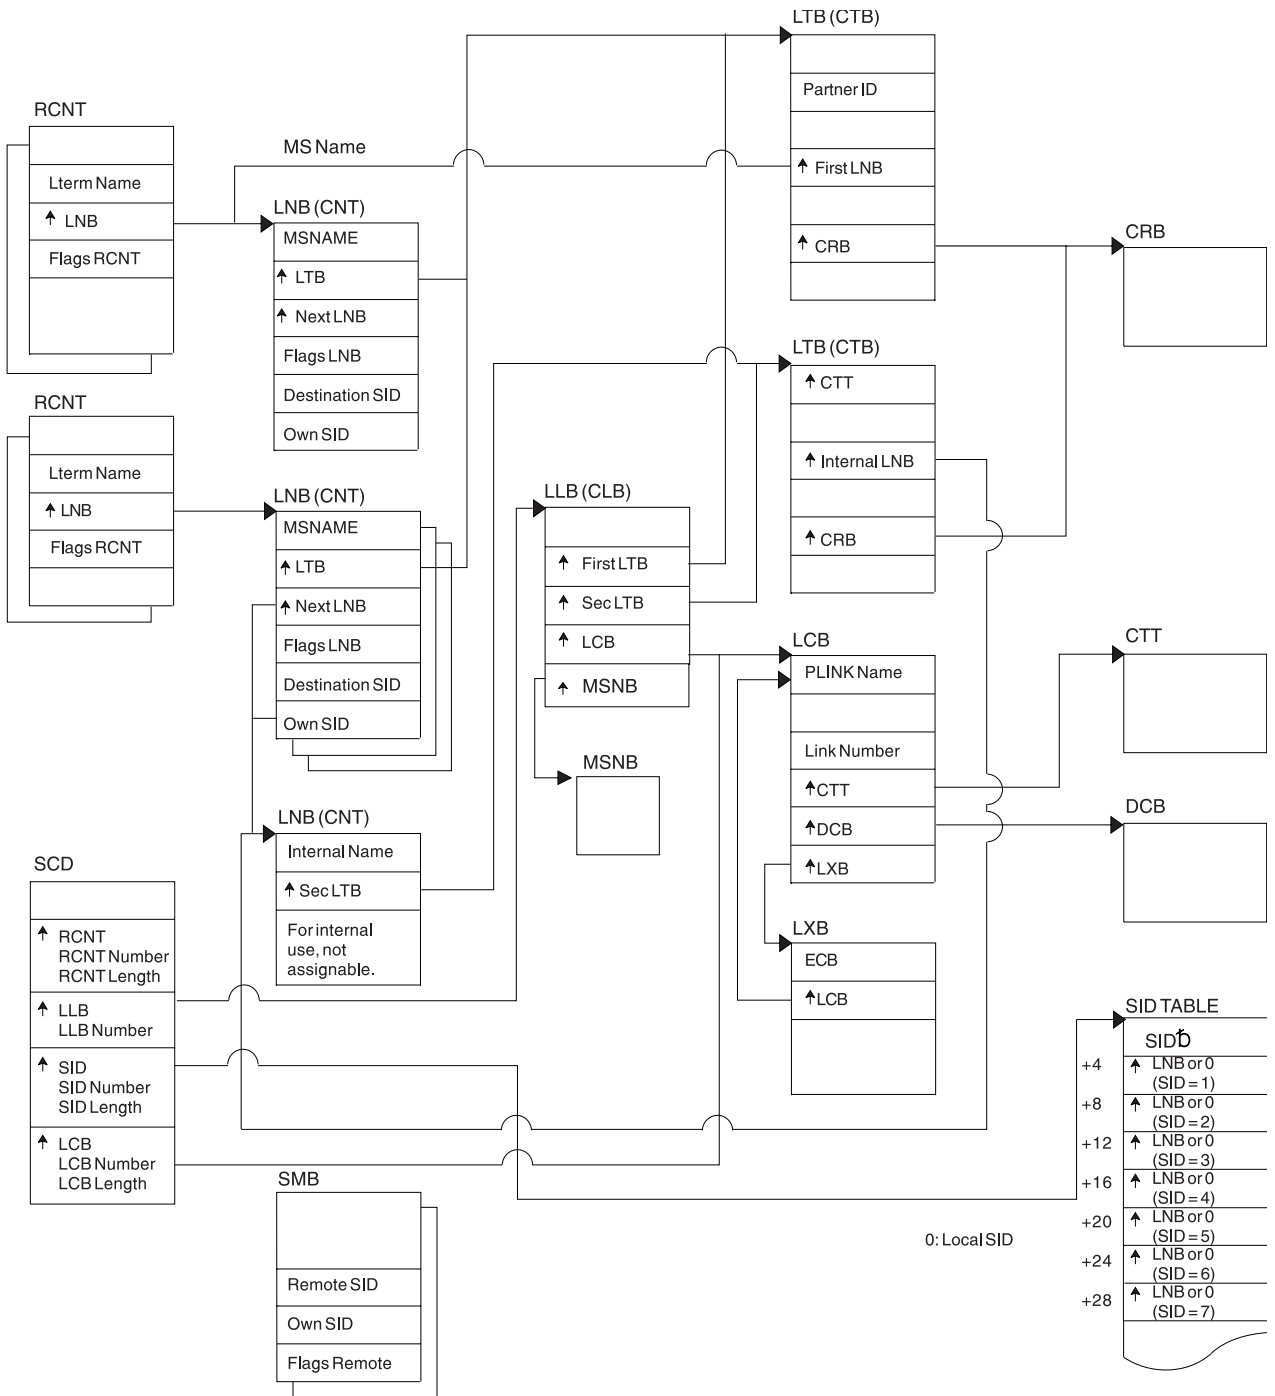 LTB (CTB)
Partner ID
↑ First LNB
↑ CRB
RCNT
Lterm Name
↑ LNB
Flags RCNT
MS Name
LNB (CNT)
MSNAME
↑ LTB
↑ Next LNB
Flags LNB
Destination SID
Own SID
CRB
LTB (CTB)
↑ CTT
↑ Internal LNB
↑ CRB
RCNT
Lterm Name
↑ LNB
Flags RCNT
LNB (CNT)
MSNAME
↑ LTB
↑ Next LNB
Flags LNB
Destination SID
Own SID
LLB (CLB)
↑ First LTB
↑ Sec LTB
↑ LCB
↑ MSNB
MSNB
LCB
PLINK Name
Link Number
↑ CTT
↑ DCB
↑ LXB
CTT
DCB
LNB (CNT)
Internal Name
↑ Sec LTB
For internal
use, not
assignable.
LXB
ECB
↑ LCB
SCD
↑ RCNT
RCNT Number
RCNT Length
↑ LLB
LLB Number
↑ SID
SID Number
SID Length
↑ LCB
LCB Number
LCB Length
SMB
Remote SID
Own SID
Flags Remote
0: Local SID
SID TABLE
SID
+4 ↑ LNB or 0
(SID = 1)
+8 ↑ LNB or 0
(SID = 2)
+12 ↑ LNB or 0
(SID = 3)
+16 ↑ LNB or 0
(SID = 4)
+20 ↑ LNB or 0
(SID = 5)
+24 ↑ LNB or 0
(SID = 6)
+28 ↑ LNB or 0
(SID = 7)